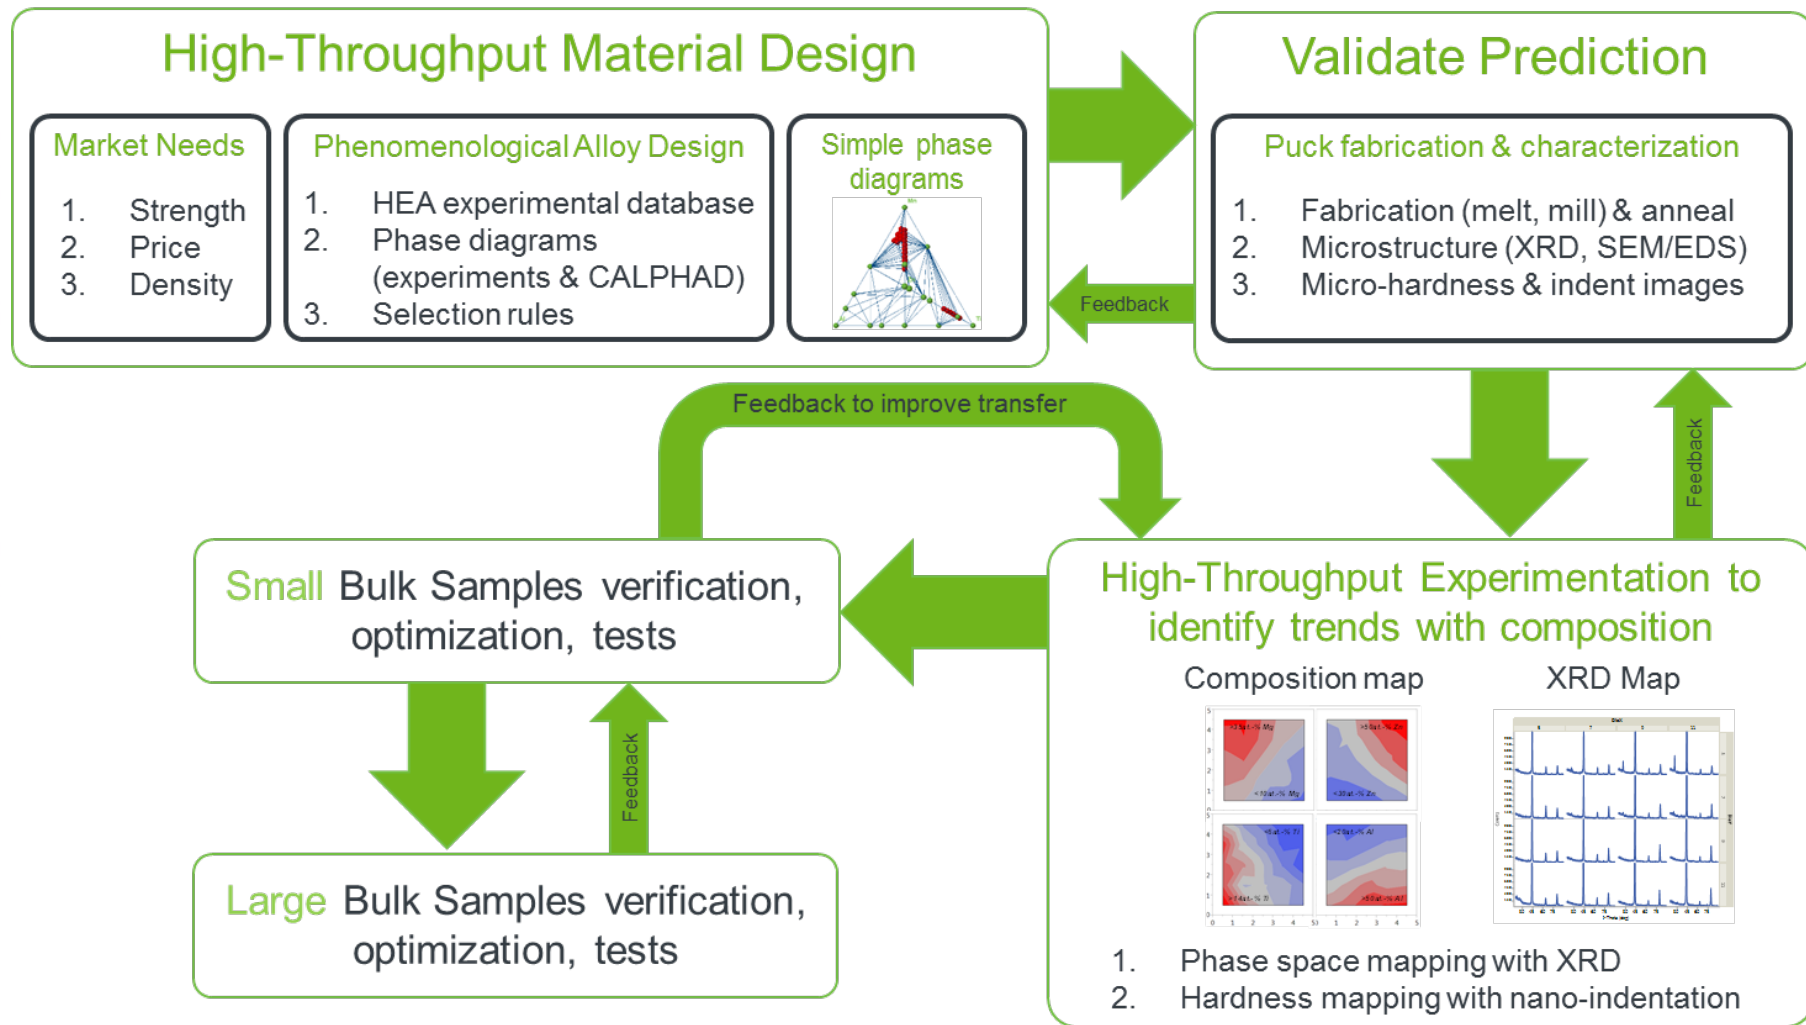 High-Throughput Material Design
Market Needs
1. Strength
2. Price
3. Density
Phenomenological Alloy Design
1. HEA experimental database
2. Phase diagrams
(experiments & CALPHAD)
3. Selection rules
Simple phase
diagrams
Validate Prediction
Puck fabrication & characterization
1. Fabrication (melt, mill) & anneal
2. Microstructure (XRD, SEM/EDS)
3. Micro-hardness & indent images
Feedback
Feedback
Feedback to improve transfer
High-Throughput Experimentation to
identify trends with composition
Composition map
XRD Map
1. Phase space mapping with XRD
2. Hardness mapping with nano-indentation
Small Bulk Samples verification,
optimization, tests
Feedback
Large Bulk Samples verification,
optimization, tests